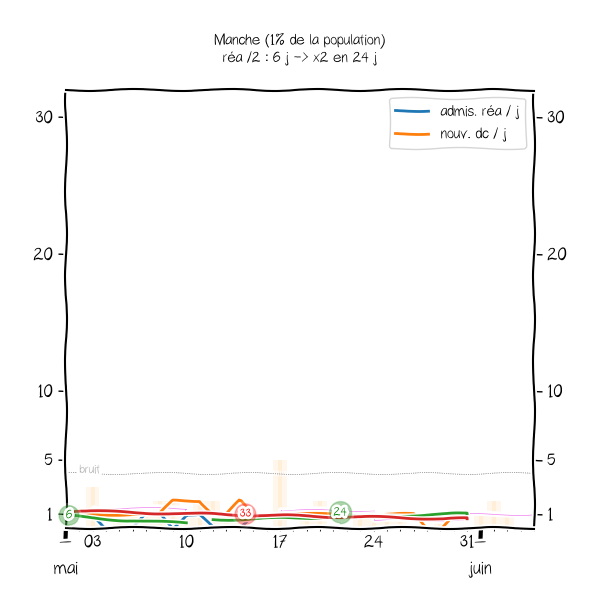 Manche (1% de la population)
réa /2 : 6 j -> x2 en 24 j
admis. réa / j
nouv. dc / j
30
30
20
20
10
10
5
5
bruit
1
1
6
33
24
03
10
17
24
31
mai
juin